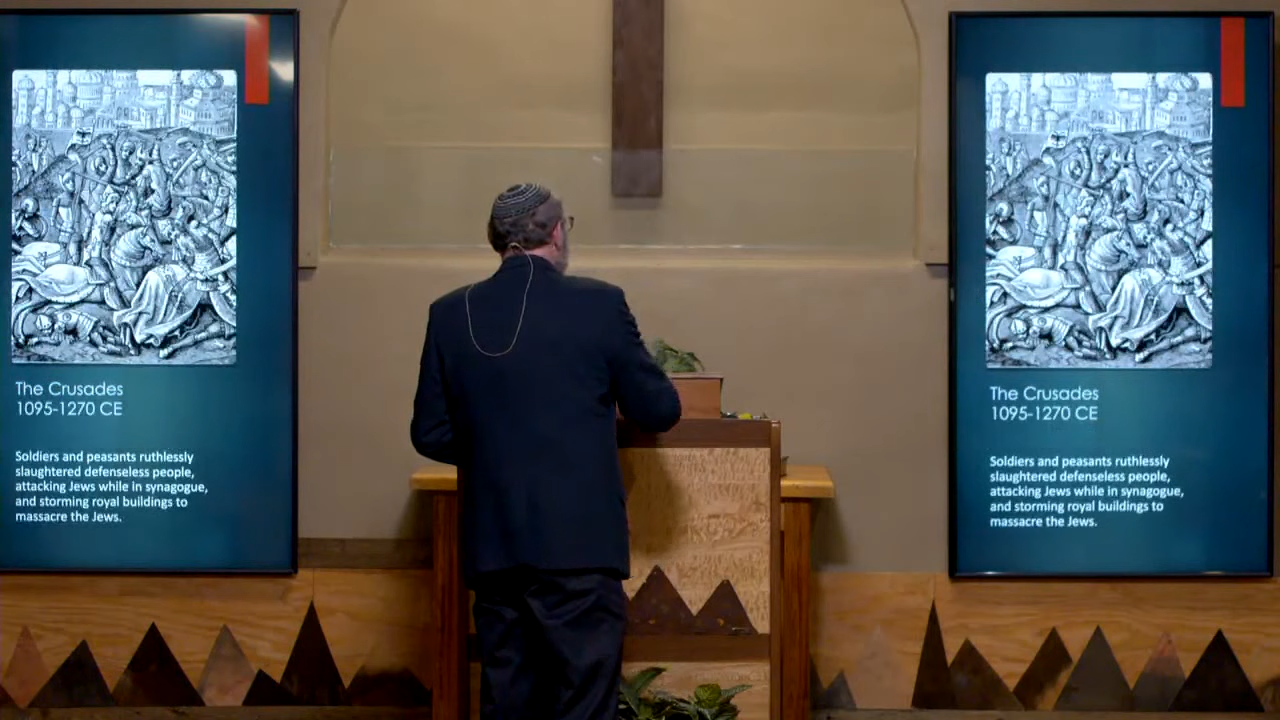 The Crusades
1095-1270 CE
Soldiers and peasants ruthlessly
slaughtered defenseless people,
attacking Jews while in synagogue,
and storming royal buildings to
massacre the Jews.
The Crusades
1095-1270 CE
Soldiers and peasants ruthlessly
slaughtered defenseless people,
attacking Jews while in synagogue,
and storming royal buildings to
massacre the Jews.